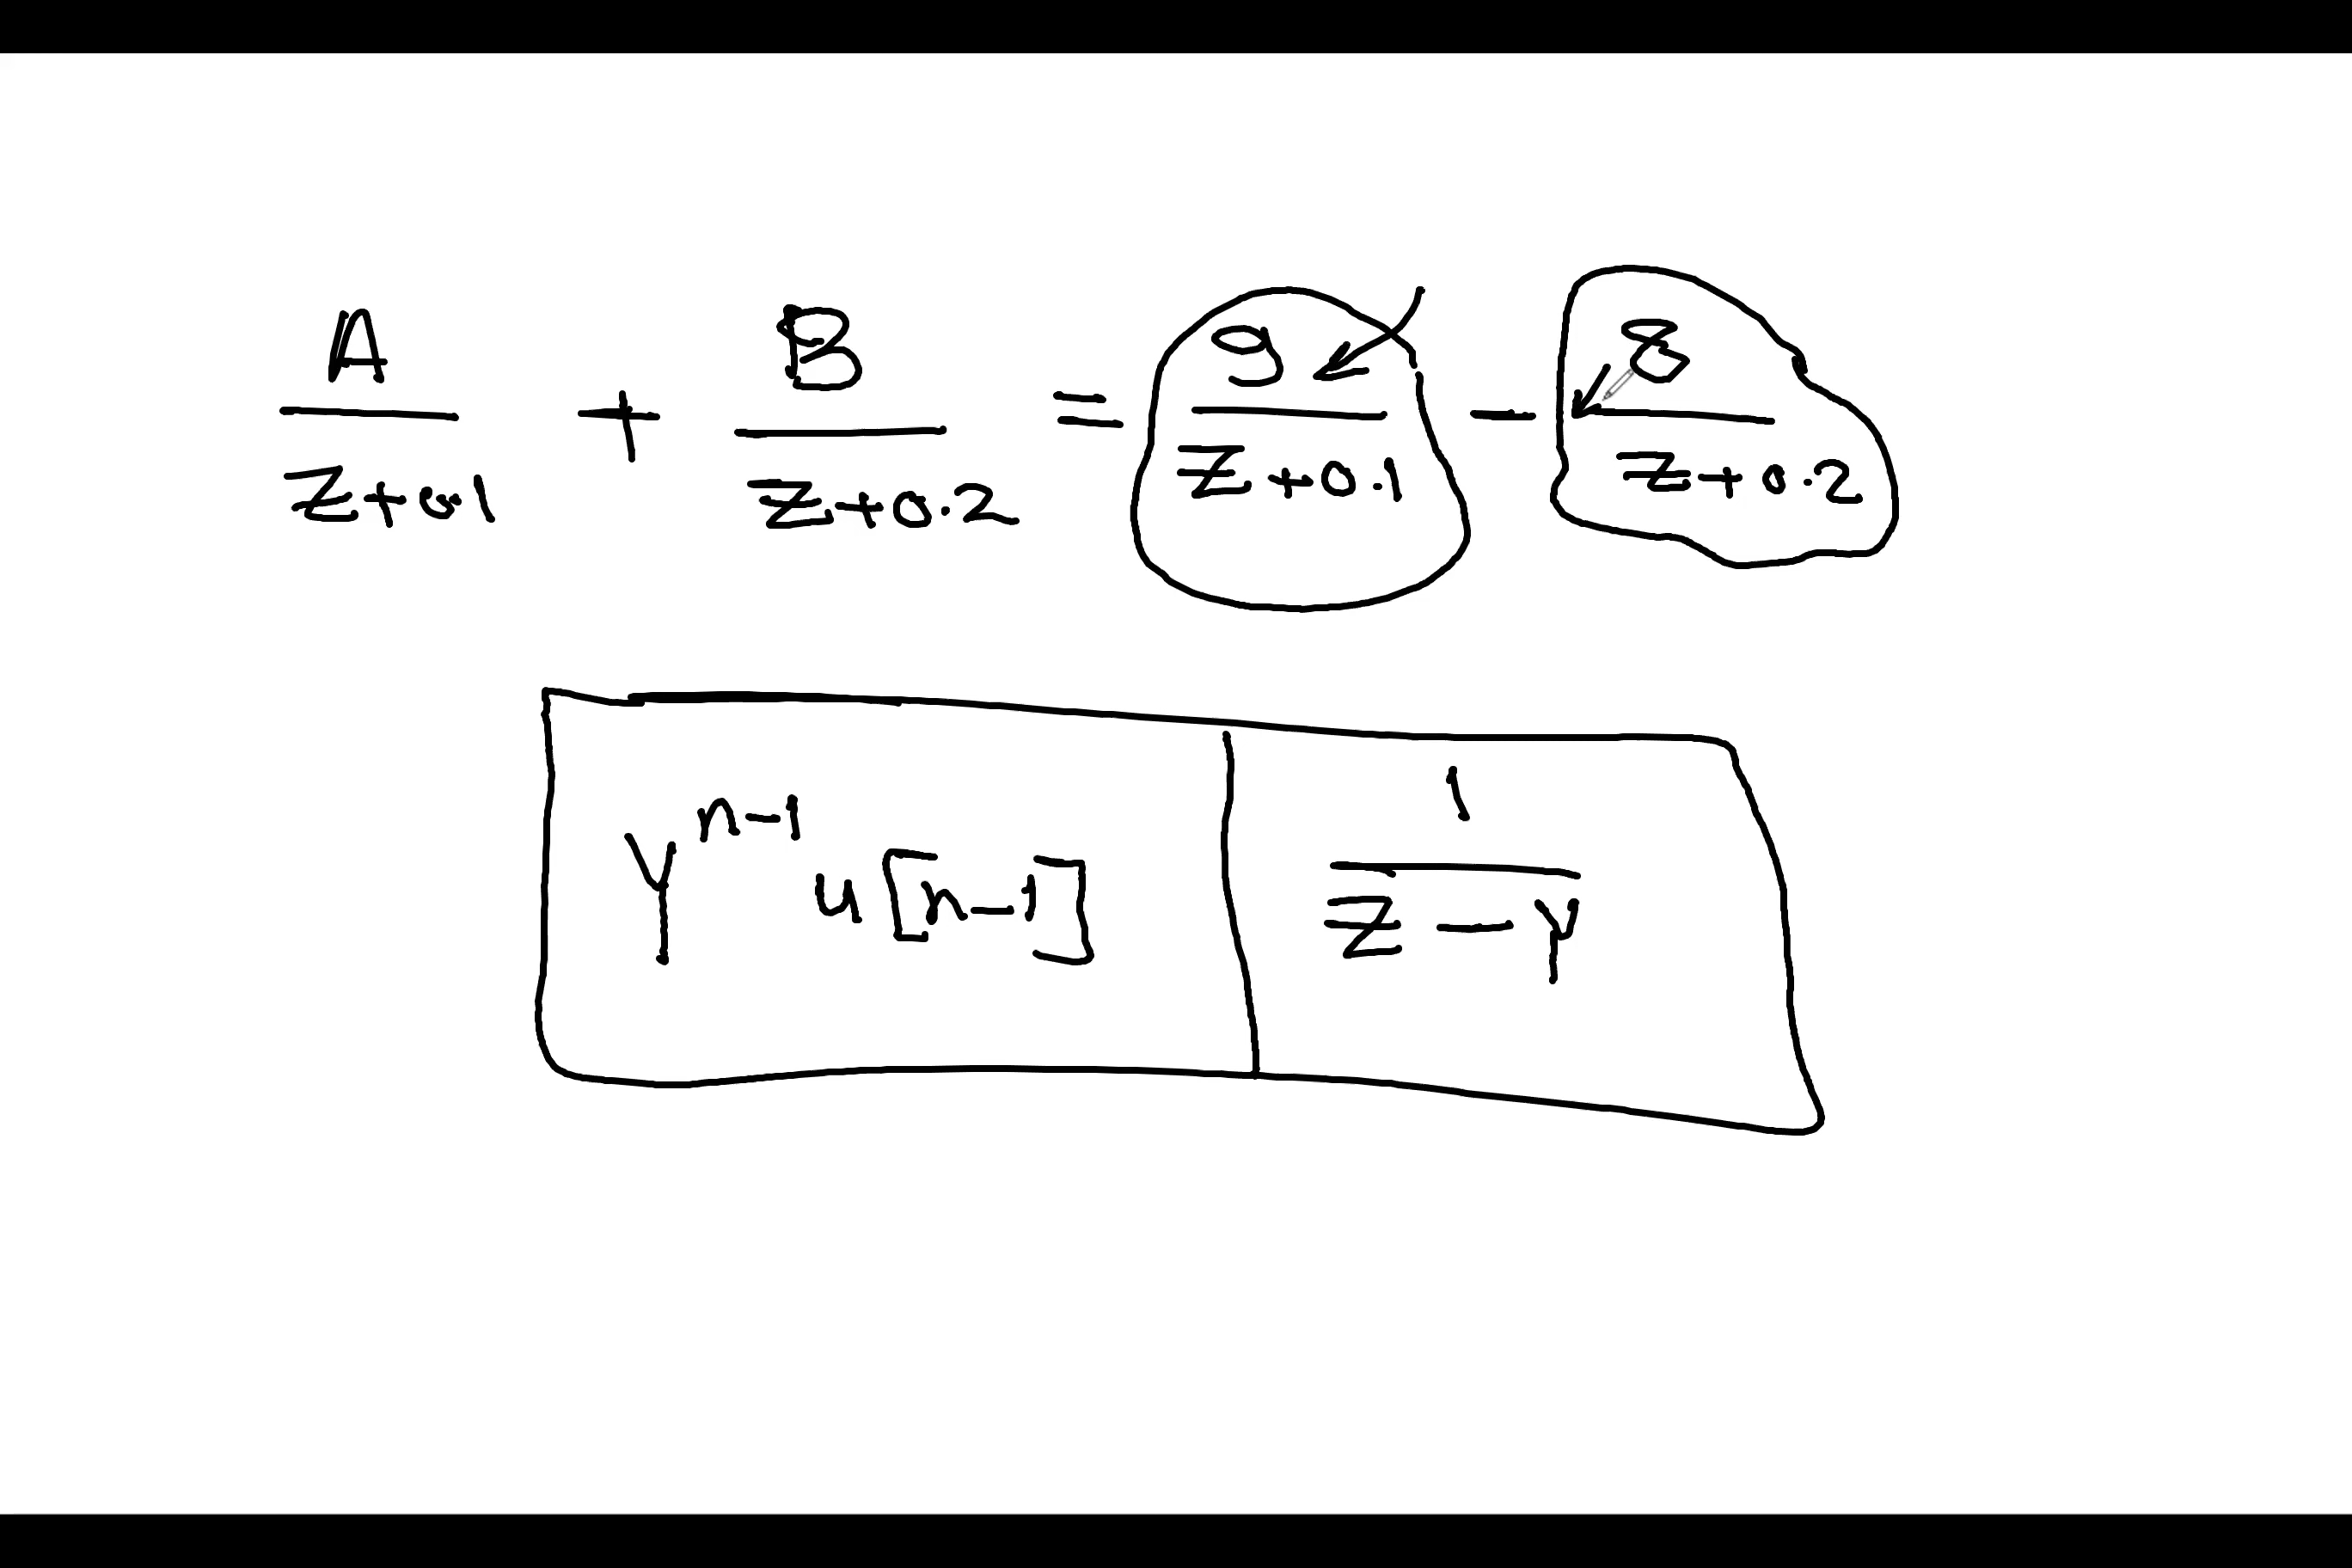 A/(z+0.1) + B/(z+0.2) = 9/(z+0.1) - 8/(z+0.2)
γ^(n-1) u[n-1] | 1/(z-γ)